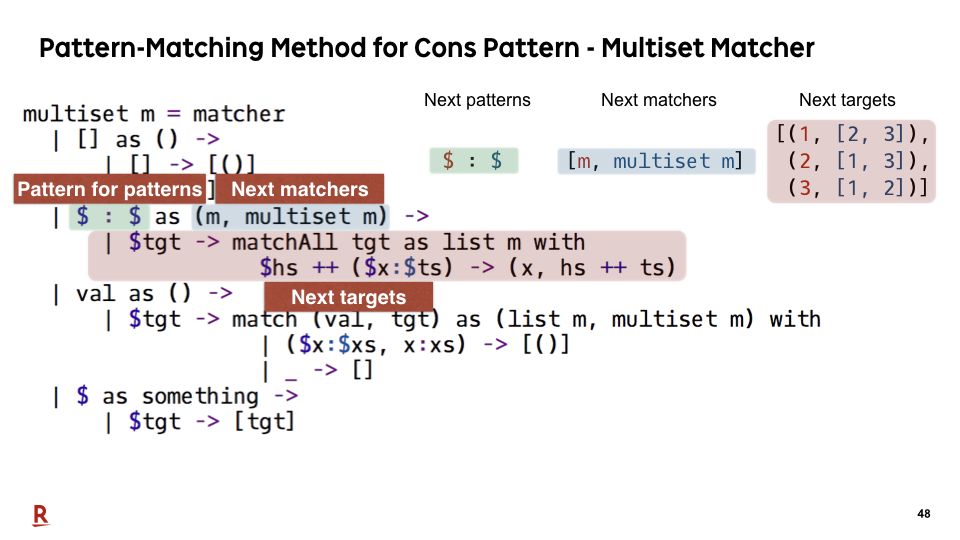 Pattern-Matching Method for Cons Pattern - Multiset Matcher
Next patterns
Next matchers
Next targets
$ : $
[m, multiset m]
[(1, [2, 3]),
(2, [1, 3]),
(3, [1, 2])]
multiset m = matcher
| [] as () ->
| [] -> [()]
Pattern for patterns ] Next matchers
| $ : $ as (m, multiset m) ->
| $tgt -> matchAll tgt as list m with
$hs ++ ($x:$ts) -> (x, hs ++ ts)
| val as () ->
Next targets
| $tgt -> match (val, tgt) as (list m, multiset m) with
| ($x:$xs, x:xs) -> [()]
| _ -> []
| $ as something ->
| $tgt -> [tgt]
R
48